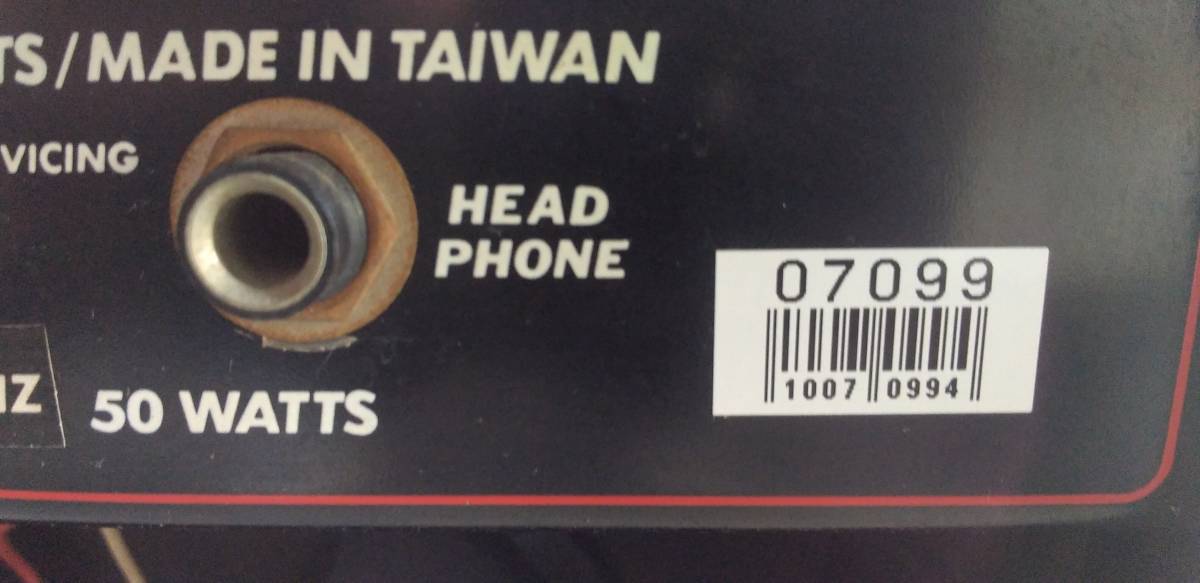 TS/MADE IN TAIWAN
VICING
HEAD
PHONE
07099
1007 0994
IZ
50 WATTS